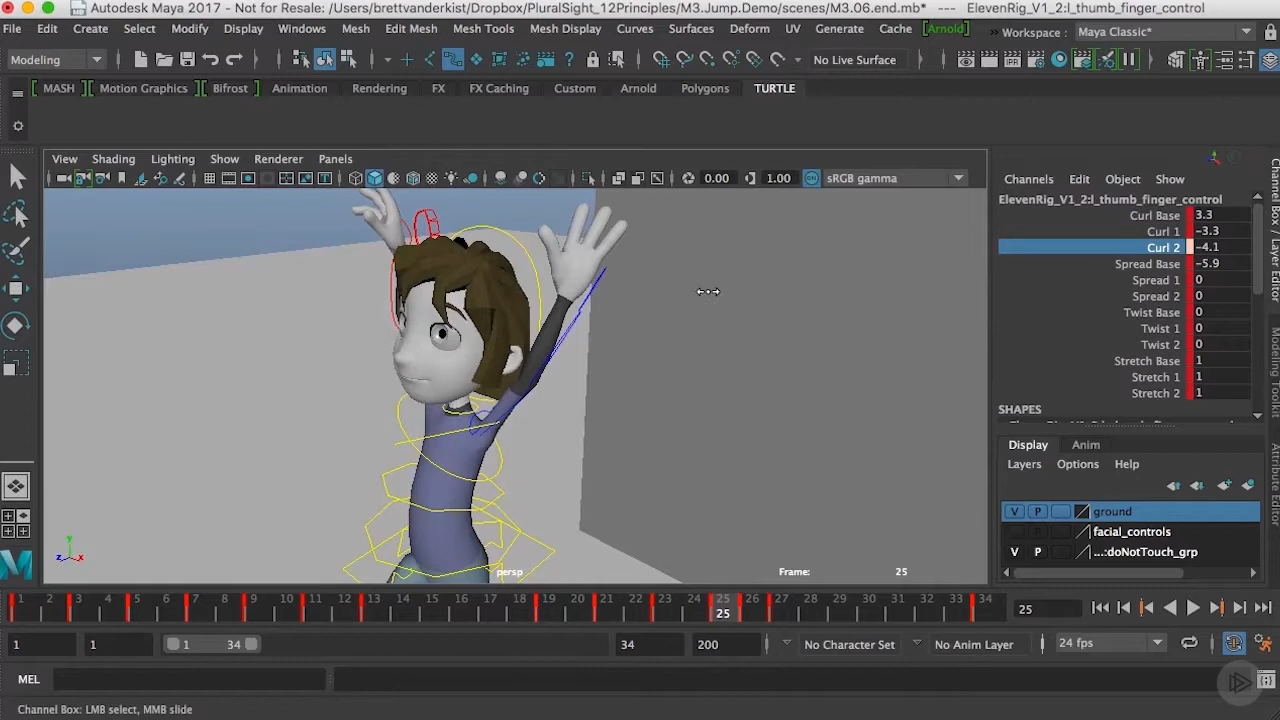 Autodesk Maya 2017 - Not for Resale: /Users/brettvanderkist/Dropbox/PluralSight_12Principles/M3.Jump.Demo/scenes/M3.06.end.mb* --- ElevenRig_V1_2:l_thumb_finger_control
File Edit Create Select Modify Display Windows Mesh Edit Mesh Mesh Tools Mesh Display Curves Surfaces Deform UV Generate Cache Arnold Workspace : Maya Classic*
Modeling No Live Surface
MASH Motion Graphics Bifrost Animation Rendering FX FX Caching Custom Arnold Polygons TURTLE
View Shading Lighting Show Renderer Panels
0.00 1.00 sRGB gamma
Channels Edit Object Show
ElevenRig_V1_2:l_thumb_finger_control
Curl Base 3.3
Curl 1 -3.3
Curl 2 -4.1
Spread Base -5.9
Spread 1 0
Spread 2 0
Twist Base 0
Twist 1 0
Twist 2 0
Stretch Base 1
Stretch 1 1
Stretch 2 1
SHAPES
Display Anim
Layers Options Help
V P ground
facial_controls
V P ...:doNotTouch_grp
Channel Box / Layer Editor
Modeling Toolkit
Attribute Editor
persp Frame: 25
1 2 3 4 5 6 7 8 9 10 11 12 13 14 15 16 17 18 19 20 21 22 23 24 25 26 27 28 29 30 31 32 33 34
25 25
1 1 1 34 34 200 No Character Set No Anim Layer 24 fps
MEL
Channel Box: LMB select, MMB slide